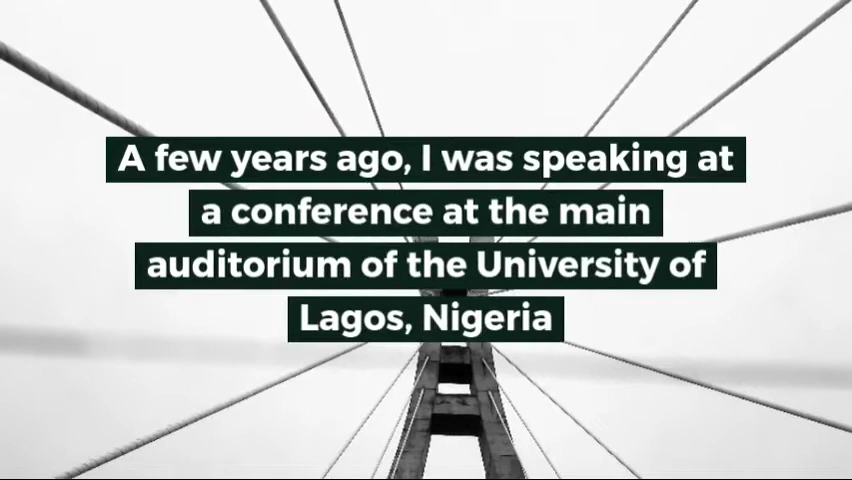 A few years ago, I was speaking at
a conference at the main
auditorium of the University of
Lagos, Nigeria